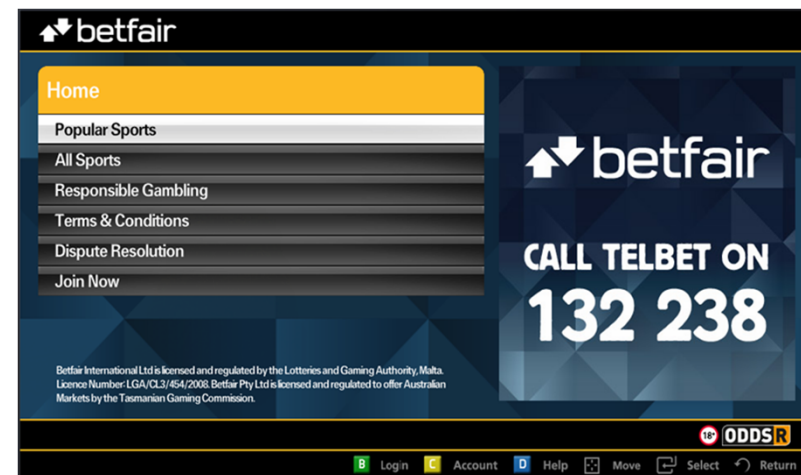 betfair
Home
Popular Sports
All Sports
Responsible Gambling
Terms & Conditions
Dispute Resolution
Join Now
betfair
CALL TELBET ON
132 238
Betfair International Ltd is licensed and regulated by the Lotteries and Gaming Authority, Malta.
Licence Number: LGA/CL3/454/2008. Betfair Pty Ltd is licensed and regulated to offer Australian
Markets by the Tasmanian Gaming Commission.
18+ ODDS R
B Login C Account D Help Move Select Return